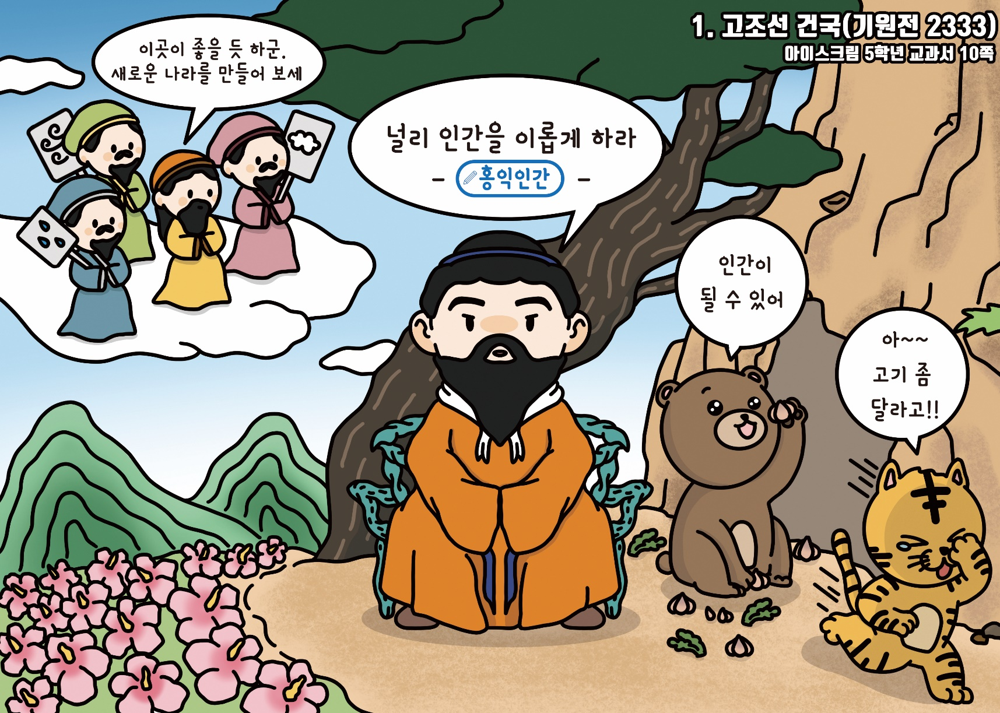 1. 고조선 건국(기원전 2333)
아이스크림 5학년 교과서 10쪽
이곳이 좋을 듯 하군.
새로운 나라를 만들어 보세
널리 인간을 이롭게 하라
- 홍익인간 -
인간이
될 수 있어
아~~
고기 좀
달라고!!